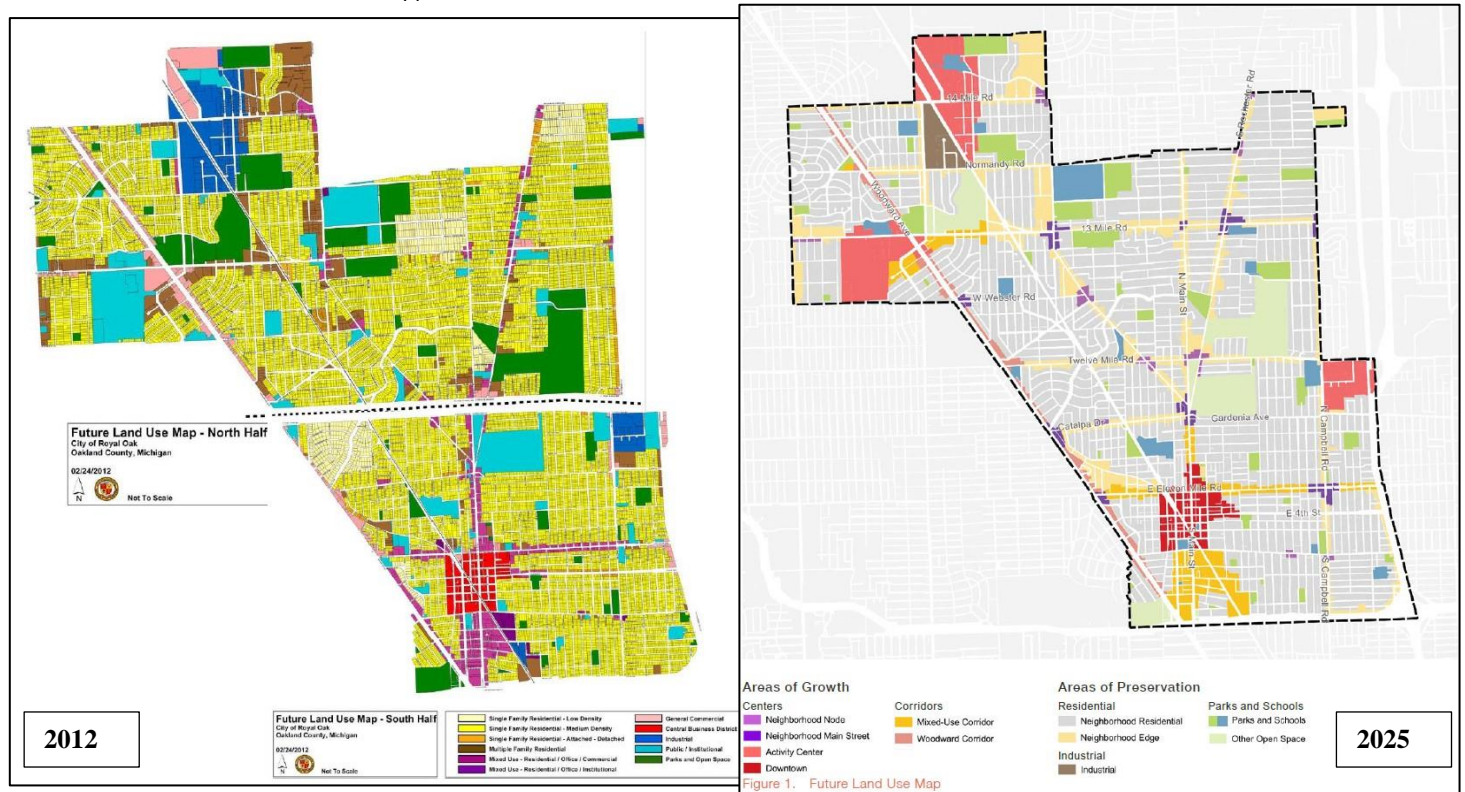 Future Land Use Map - North Half
City of Royal Oak
Oakland County, Michigan
02/24/2012
N
Not To Scale
2012
Future Land Use Map - South Half
City of Royal Oak
Oakland County, Michigan
02/24/2012
N
Not To Scale
Single Family Residential - Low Density
Single Family Residential - Medium Density
Single Family Residential - Attached - Detached
Multiple Family Residential
Mixed Use - Residential / Office / Commercial
Mixed Use - Residential / Office / Institutional
General Commercial
Central Business District
Industrial
Public / Institutional
Parks and Open Space
14 Mile Rd
S Rochester Rd
Normandy Rd
Woodward Ave
13 Mile Rd
W Webster Rd
N Main St
Twelve Mile Rd
Catalpa Dr
Gardenia Ave
N Campbell Rd
E Eleven Mile Rd
E 4th St
S Main St
S Campbell Rd
Areas of Growth
Centers
Neighborhood Node
Neighborhood Main Street
Activity Center
Downtown
Corridors
Mixed-Use Corridor
Woodward Corridor
Areas of Preservation
Residential
Neighborhood Residential
Neighborhood Edge
Industrial
Industrial
Parks and Schools
Parks and Schools
Other Open Space
2025
Figure 1. Future Land Use Map